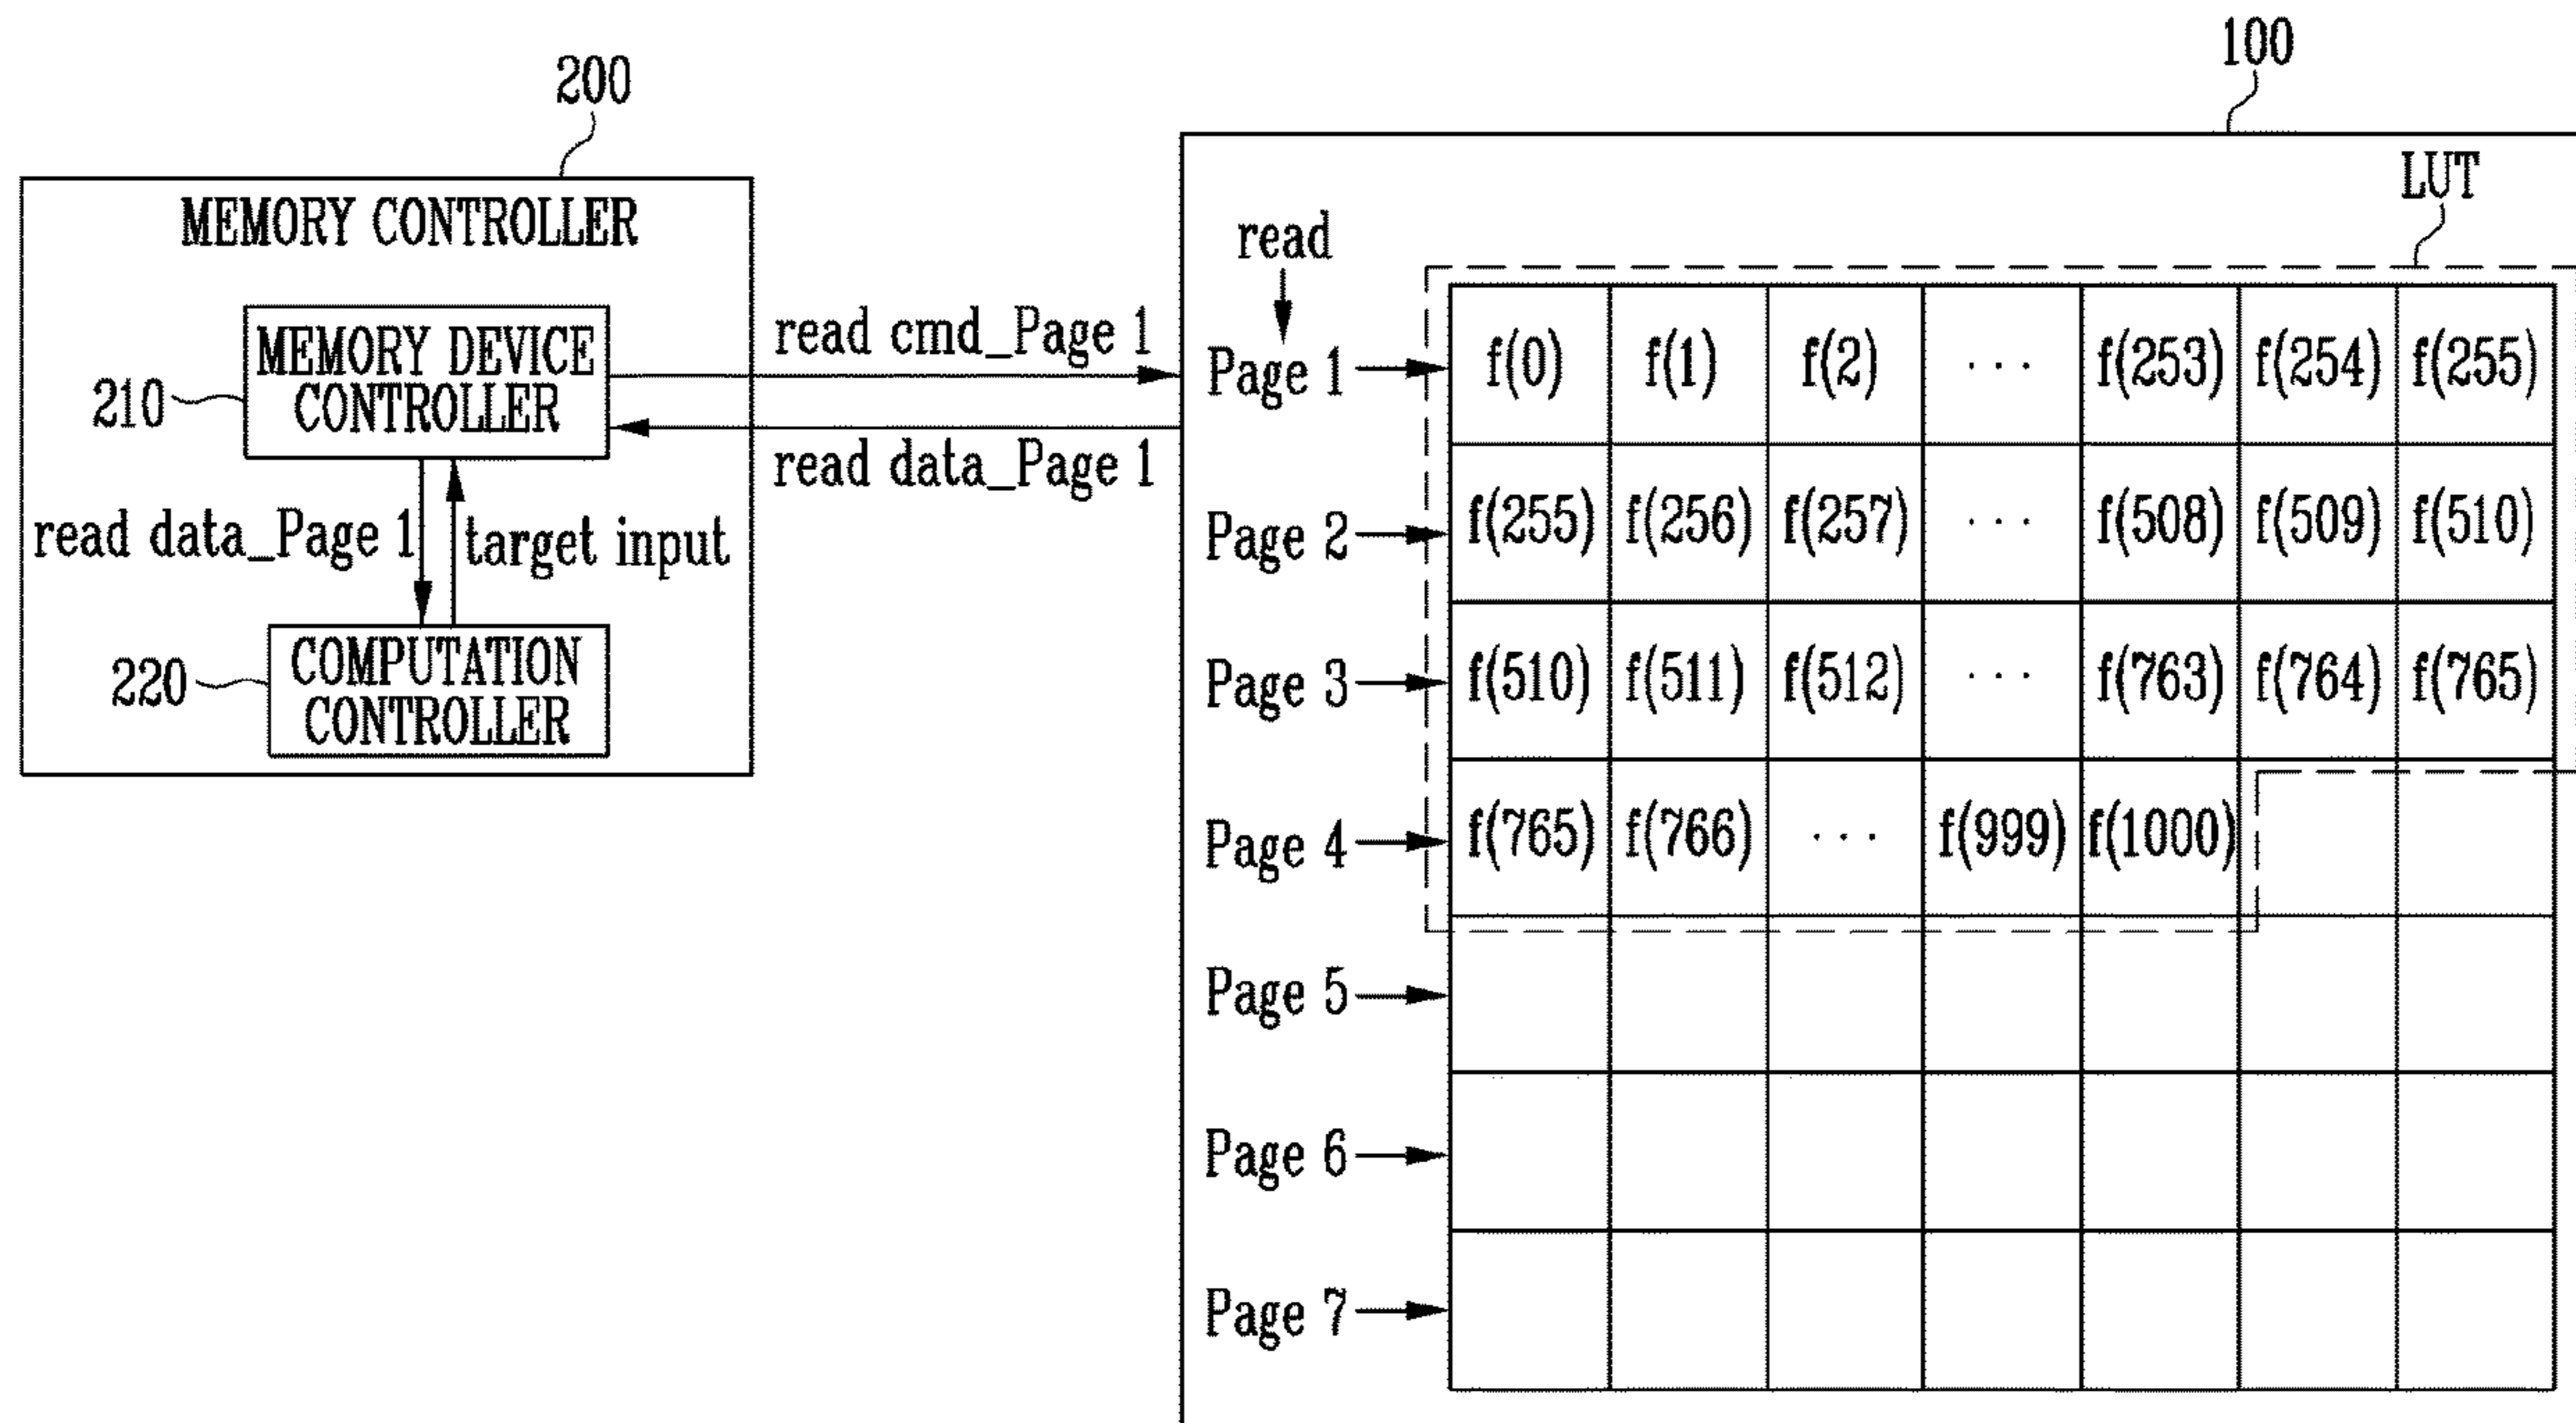 200
MEMORY CONTROLLER
MEMORY DEVICE
CONTROLLER
210
read data_Page 1
target input
COMPUTATION
CONTROLLER
220
read cmd_Page 1
read data_Page 1
100
LUT
read
Page 1 f(0) f(1) f(2) ... f(253) f(254) f(255)
Page 2 f(255) f(256) f(257) ... f(508) f(509) f(510)
Page 3 f(510) f(511) f(512) ... f(763) f(764) f(765)
Page 4 f(765) f(766) ... f(999) f(1000)
Page 5
Page 6
Page 7